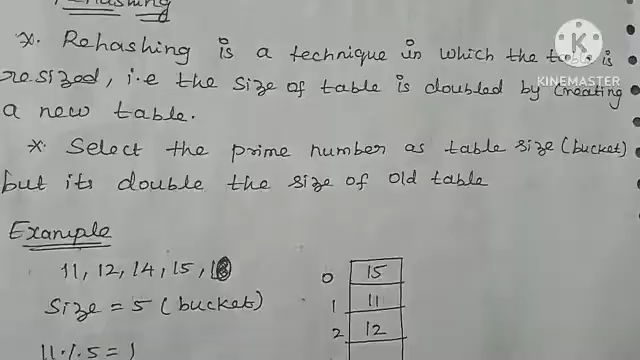 Rehashing
*. Rehashing is a technique in which the table is
resized, i.e the size of table is doubled by creating
a new table.
*. Select the prime number as table size (bucket)
but its double the size of old table
Example
11, 12, 14, 15,
Size = 5 (bucket)
11 % 5 = 1
0 15
1 11
2 12
KINEMASTER